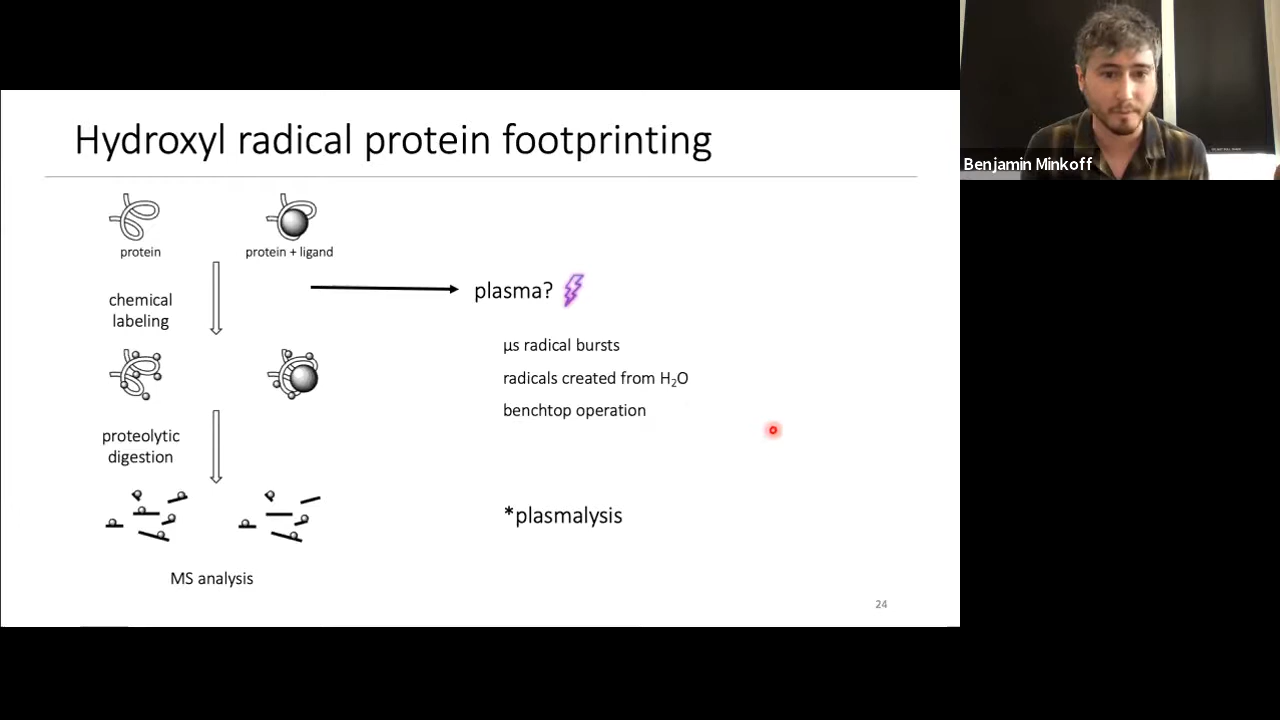 Hydroxyl radical protein footprinting
protein
protein + ligand
chemical
labeling
plasma?
µs radical bursts
radicals created from H₂O
benchtop operation
proteolytic
digestion
*plasmalysis
MS analysis
24
Benjamin Minkoff